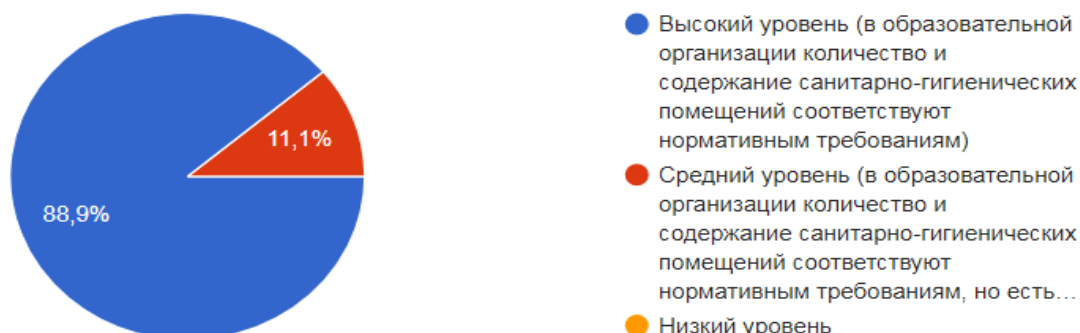 Высокий уровень (в образовательной
организации количество и
содержание санитарно-гигиенических
помещений соответствуют
нормативным требованиям)
11,1%
Средний уровень (в образовательной
организации количество и
88,9%
содержание санитарно-гигиенических
помещений соответствуют
нормативным требованиям, но есть…
Низкий уровень